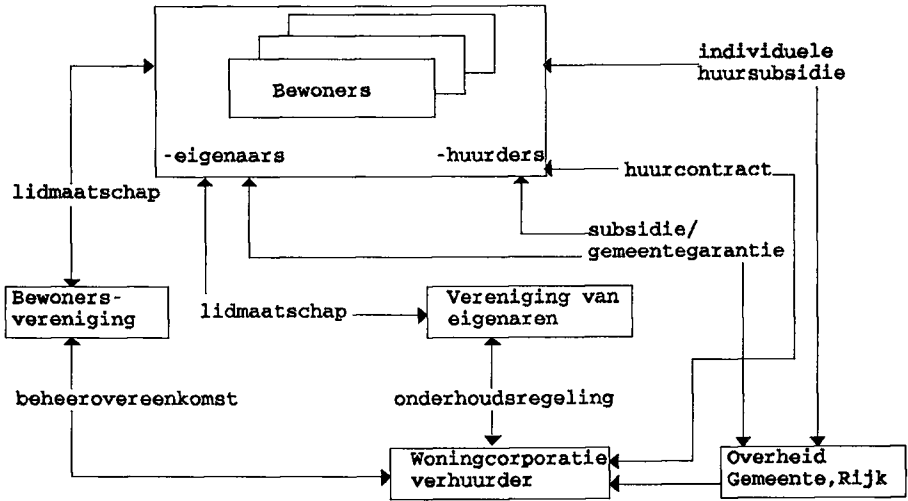 individuele
huursubsidie
Bewoners
-eigenaars
-huurders
huurcontract
lidmaatschap
subsidie/
gemeentegarantie
Bewoners-
vereniging
lidmaatschap
Vereniging van
eigenaren
beheerovereenkomst
onderhoudsregeling
Woningcorporatie
verhuurder
Overheid
Gemeente,Rijk